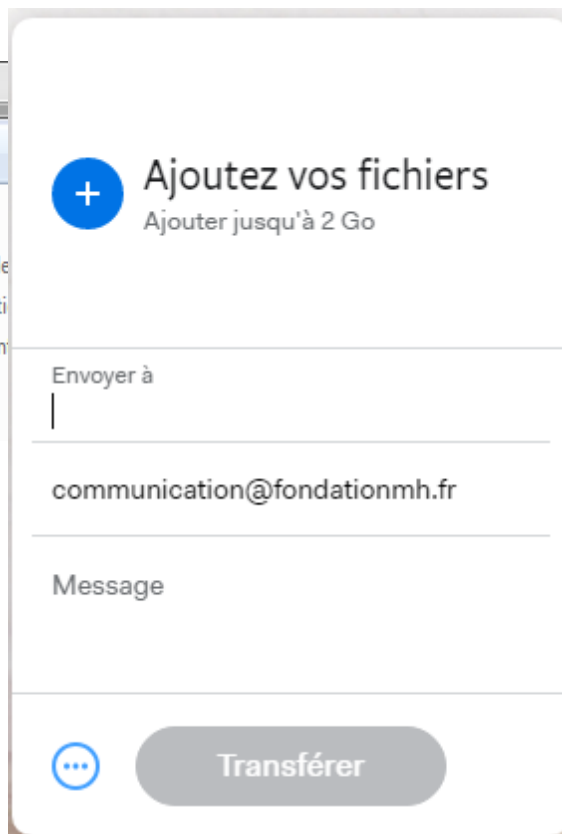 Ajoutez vos fichiers
Ajouter jusqu'à 2 Go
Envoyer à
communication@fondationmh.fr
Message
Transférer